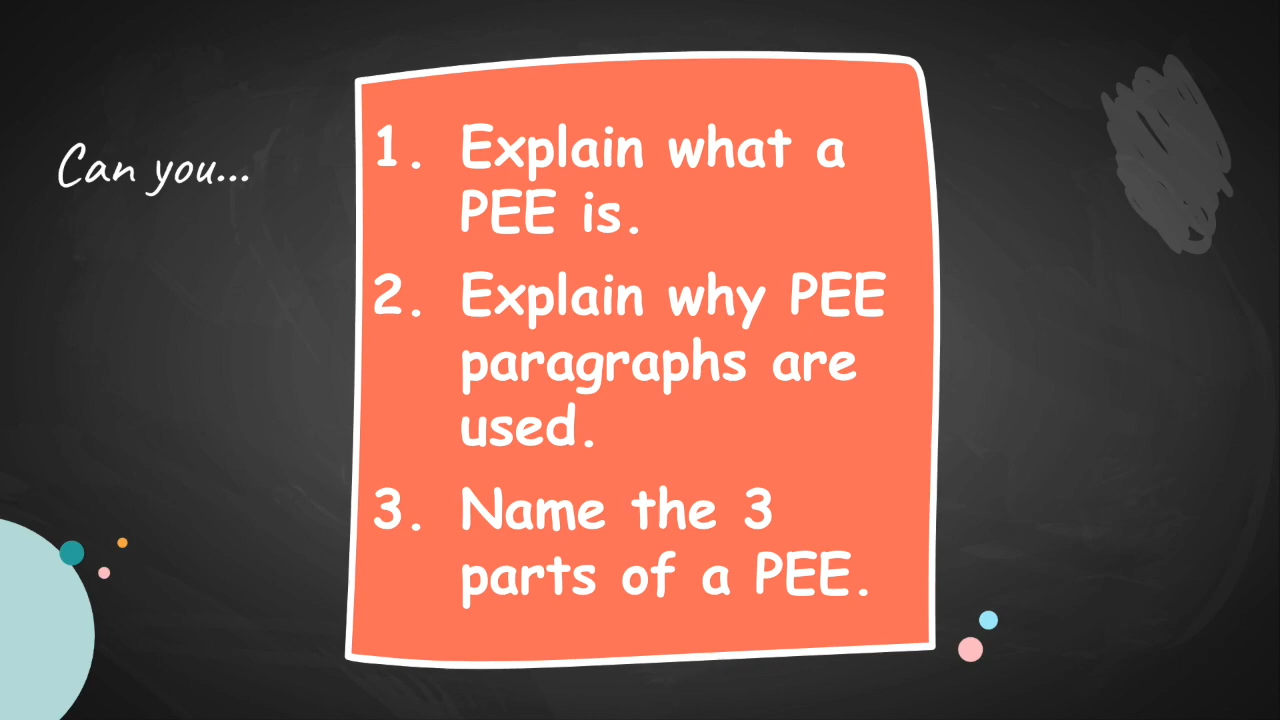 Can you...
1. Explain what a
PEE is.
2. Explain why PEE
paragraphs are
used.
3. Name the 3
parts of a PEE.